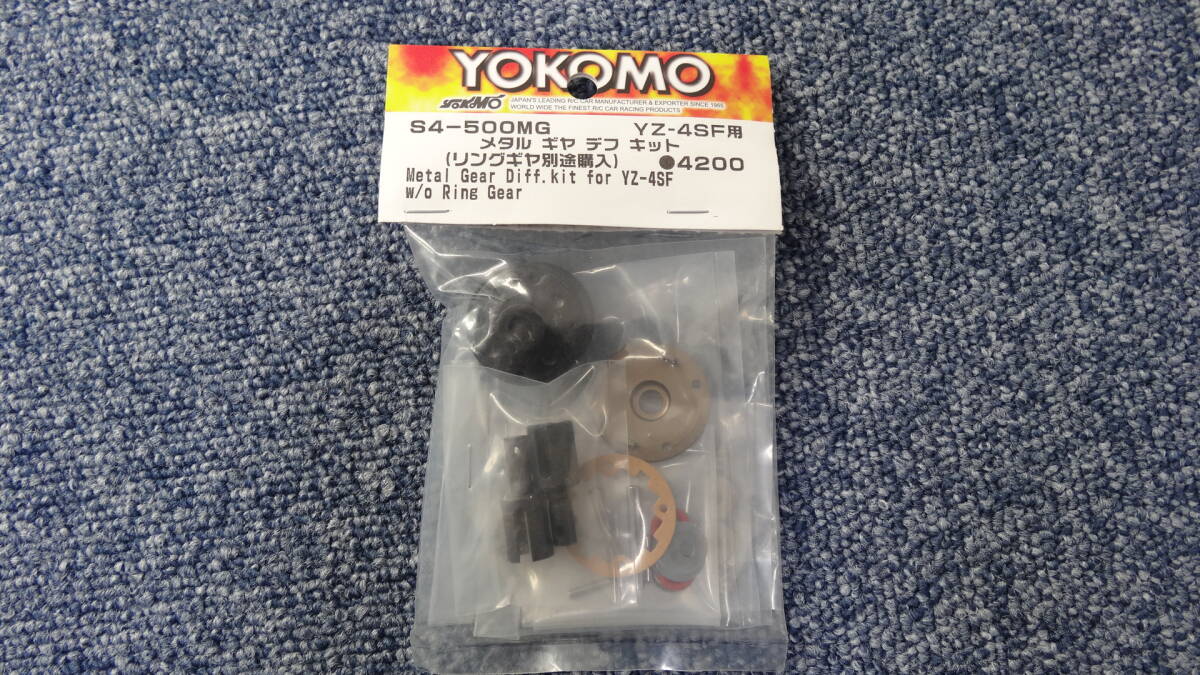 YOKOMO
YOKOMO JAPAN'S LEADING R/C CAR MANUFACTURER & EXPORTER SINCE 1965
WORLD WIDE THE FINEST R/C CAR RACING PRODUCTS
S4-500MG YZ-4SF用
メタル ギヤ デフ キット
(リングギヤ別途購入) ●4200
Metal Gear Diff.kit for YZ-4SF
w/o Ring Gear